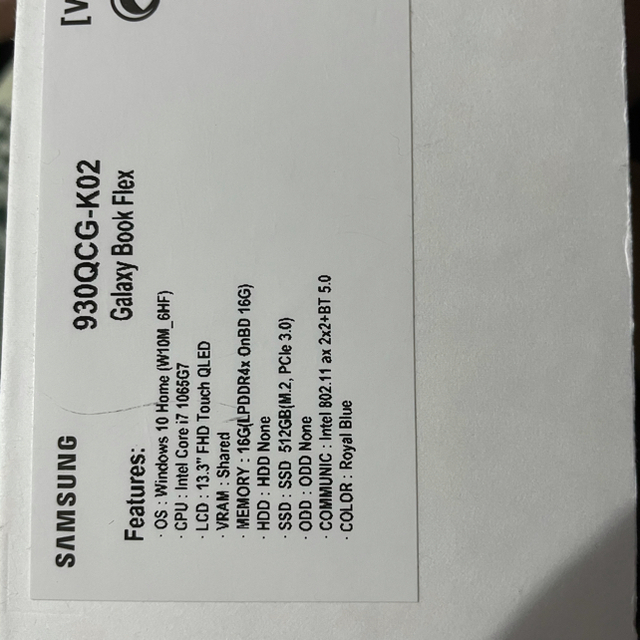 [V
SAMSUNG
930QCG-K02
Galaxy Book Flex
Features:
· OS : Windows 10 Home (W10M_6HF)
· CPU : Intel Core i7 1065G7
· LCD : 13.3" FHD Touch QLED
· VRAM : Shared
· MEMORY : 16G(LPDDR4x OnBD 16G)
· HDD : HDD None
· SSD : SSD 512GB(M.2, PCIe 3.0)
· ODD : ODD None
· COMMUNIC : Intel 802.11 ax 2x2+BT 5.0
· COLOR : Royal Blue